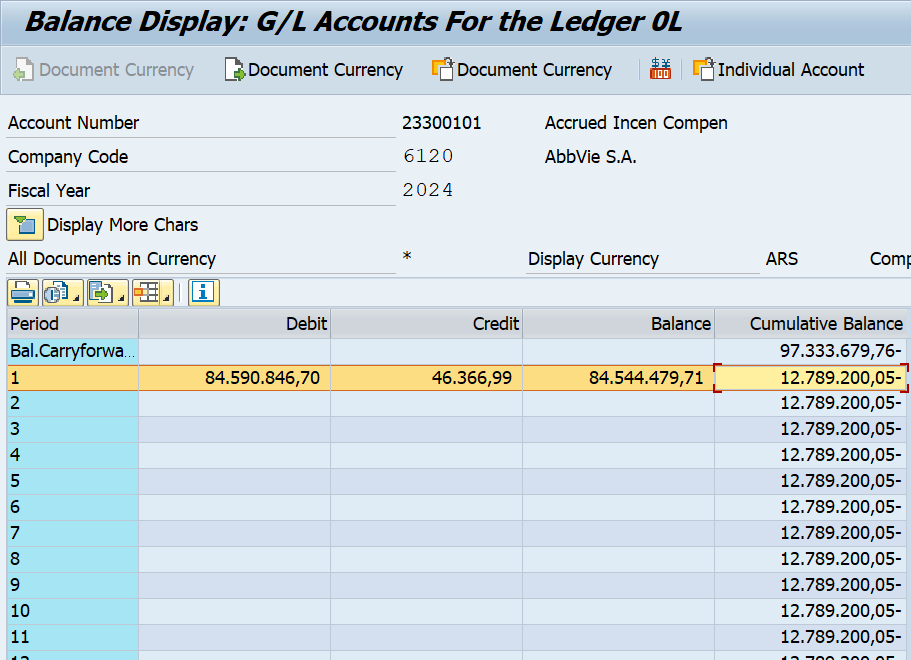 Balance Display: G/L Accounts For the Ledger 0L
Document Currency Document Currency Document Currency Individual Account
Account Number 23300101 Accrued Incen Compen
Company Code 6120 AbbVie S.A.
Fiscal Year 2024
Display More Chars
All Documents in Currency * Display Currency ARS Comp
Period Debit Credit Balance Cumulative Balance
Bal.Carryforwa... 97.333.679,76-
1 84.590.846,70 46.366,99 84.544.479,71 12.789.200,05-
2 12.789.200,05-
3 12.789.200,05-
4 12.789.200,05-
5 12.789.200,05-
6 12.789.200,05-
7 12.789.200,05-
8 12.789.200,05-
9 12.789.200,05-
10 12.789.200,05-
11 12.789.200,05-